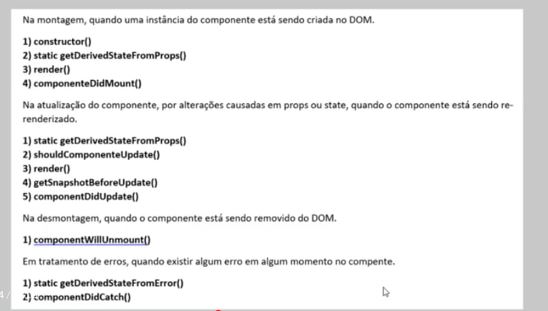 Na montagem, quando uma instância do componente está sendo criada no DOM.
1) constructor()
2) static getDerivedStateFromProps()
3) render()
4) componenteDidMount()
Na atualização do componente, por alterações causadas em props ou state, quando o componente está sendo re-
renderizado.
1) static getDerivedStateFromProps()
2) shouldComponenteUpdate()
3) render()
4) getSnapshotBeforeUpdate()
5) componentDidUpdate()
Na desmontagem, quando o componente está sendo removido do DOM.
1) componentWillUnmount()
Em tratamento de erros, quando existir algum erro em algum momento no compente.
1) static getDerivedStateFromError()
2) componentDidCatch()